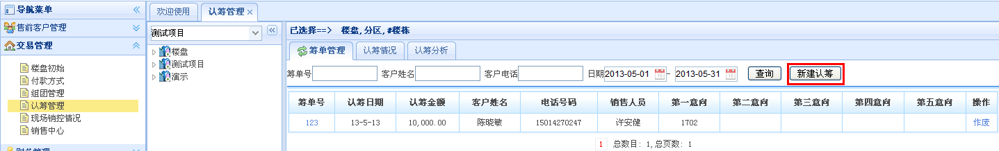 导航菜单
售前客户管理
交易管理
楼盘初始
付款方式
组团管理
认筹管理
现场销控情况
销售中心
财务管理
欢迎使用 认筹管理
测试项目
楼盘
测试项目
演示
已选择==> 楼盘,分区,#楼栋
筹单管理 认筹情况 认筹分析
筹单号 客户姓名 客户电话 日期 2013-05-01 - 2013-05-31 查询 新建认筹
筹单号 认筹日期 认筹金额 客户姓名 电话号码 销售人员 第一意向 第二意向 第三意向 第四意向 第五意向 操作
123 13-5-13 10,000.00 陈晓敏 15014270247 许安健 1702 作废
1 总数目: 1,总页数: 1